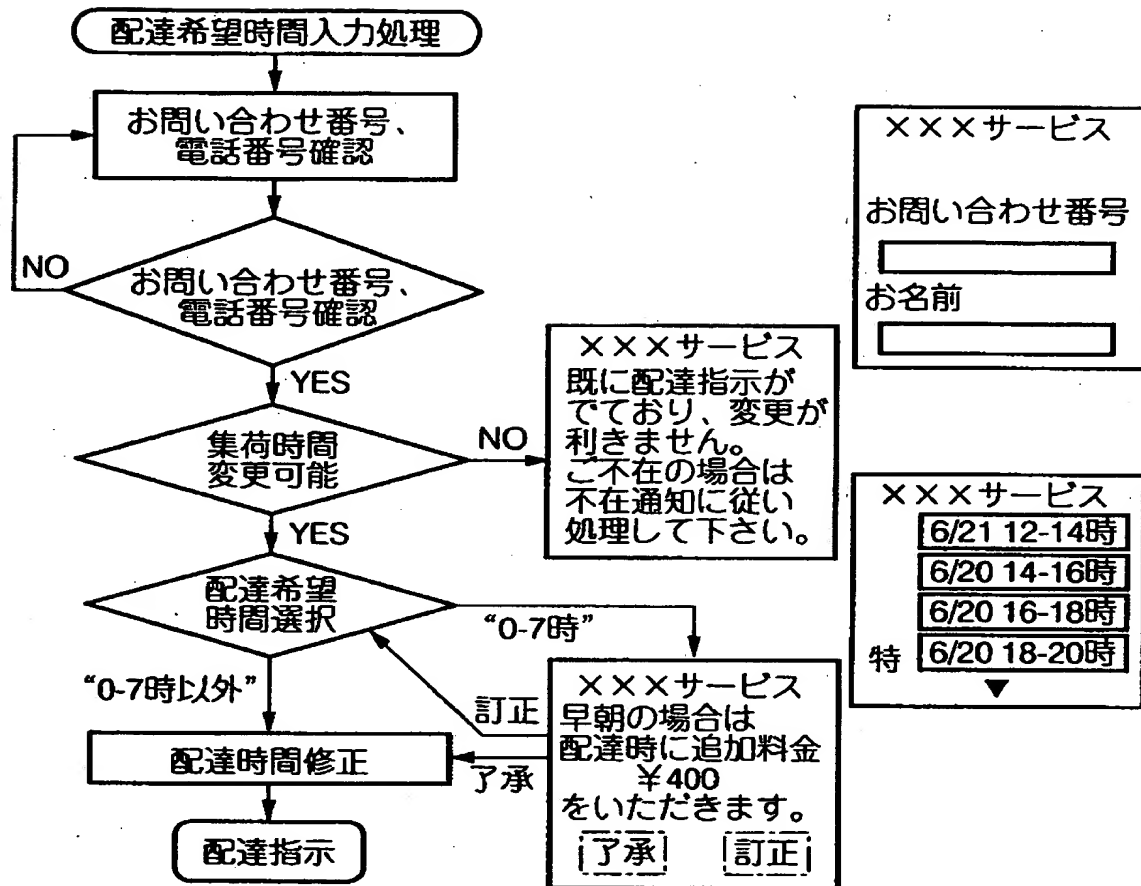 配達希望時間入力処理
お問い合わせ番号、
電話番号確認
NO
お問い合わせ番号、
電話番号確認
YES
集荷時間
変更可能
NO
×××サービス
既に配達指示が
でており、変更が
利きません。
ご不在の場合は
不在通知に従い
処理して下さい。
YES
配達希望
時間選択
“0-7時”
“0-7時以外”
訂正
×××サービス
早朝の場合は
配達時に追加料金
¥400
をいただきます。
了承 訂正
了承
配達時間修正
配達指示
×××サービス
お問い合わせ番号
お名前
×××サービス
6/21 12-14時
6/20 14-16時
6/20 16-18時
特 6/20 18-20時
▼